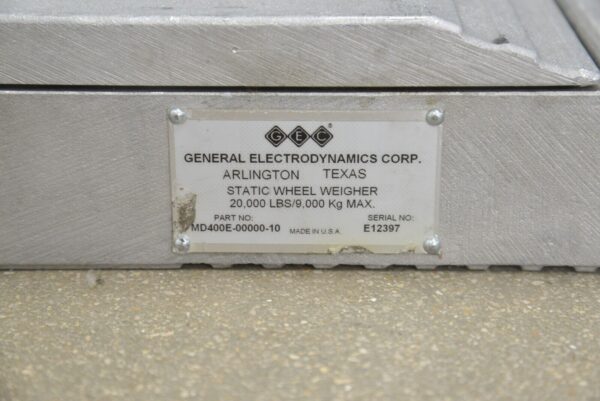 GEC®
GENERAL ELECTRODYNAMICS CORP.
ARLINGTON TEXAS
STATIC WHEEL WEIGHER
20,000 LBS/9,000 Kg MAX.
PART NO: SERIAL NO:
MD400E-00000-10 MADE IN U.S.A. E12397